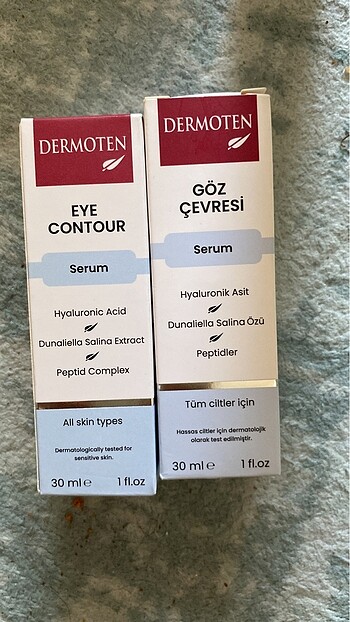 DERMOTEN
EYE
CONTOUR
Serum
Hyaluronic Acid
Dunaliella Salina Extract
Peptid Complex
All skin types
Dermatologically tested for
sensitive skin.
30 ml ℮ 1 fl.oz
DERMOTEN
GÖZ
ÇEVRESİ
Serum
Hyaluronik Asit
Dunaliella Salina Özü
Peptidler
Tüm ciltler için
Hassas ciltler için dermatolojik
olarak test edilmiştir.
30 ml ℮ 1 fl.oz